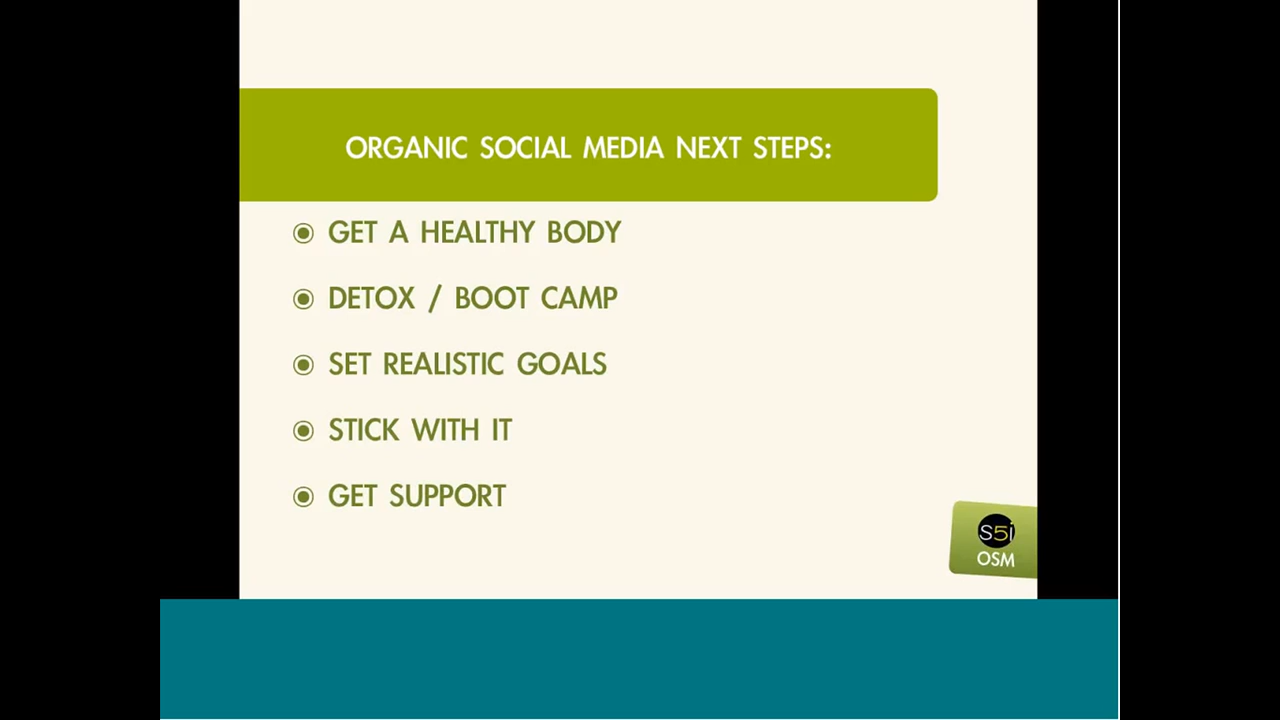 ORGANIC SOCIAL MEDIA NEXT STEPS:
GET A HEALTHY BODY
DETOX / BOOT CAMP
SET REALISTIC GOALS
STICK WITH IT
GET SUPPORT
S5i
OSM